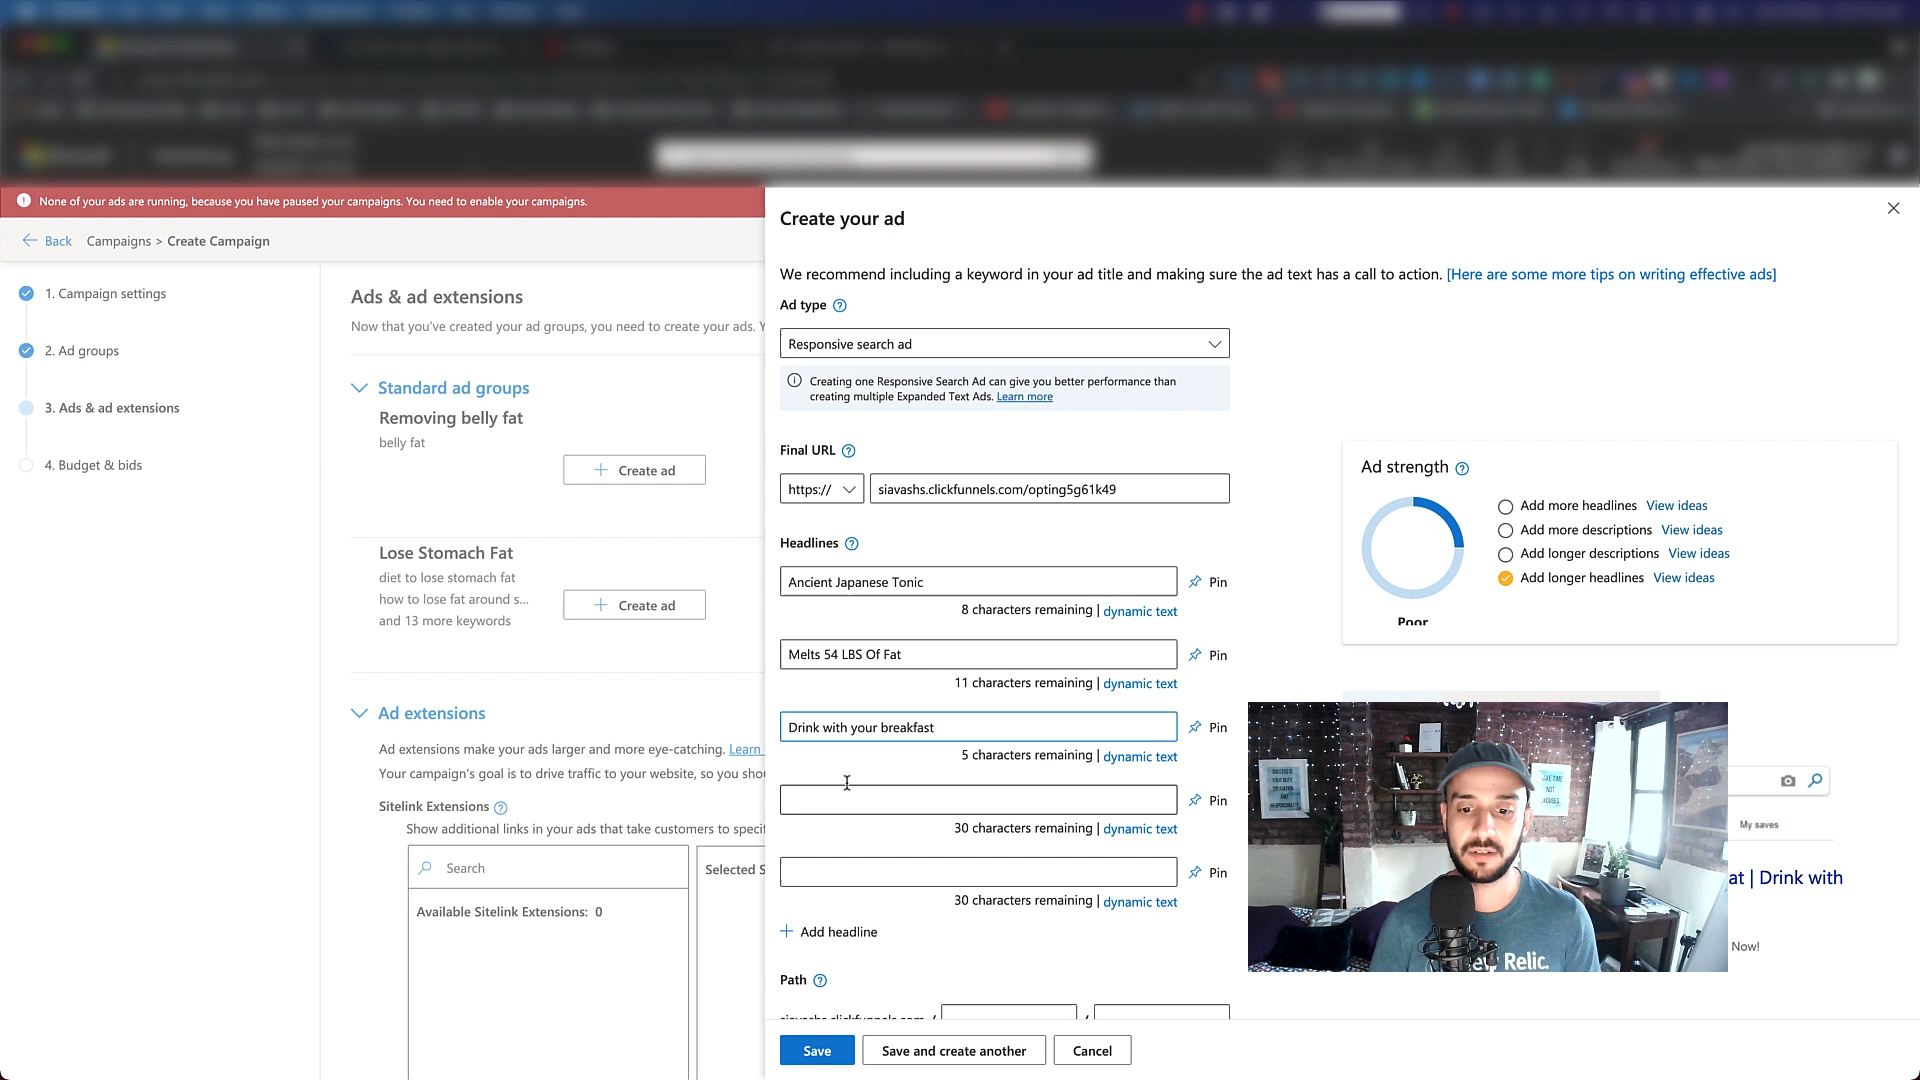 None of your ads are running, because you have paused your campaigns. You need to enable your campaigns.
Back Campaigns > Create Campaign
1. Campaign settings
2. Ad groups
3. Ads & ad extensions
4. Budget & bids
Ads & ad extensions
Now that you've created your ad groups, you need to create your ads. Y
Standard ad groups
Removing belly fat
belly fat
Create ad
Lose Stomach Fat
diet to lose stomach fat
how to lose fat around s...
and 13 more keywords
Create ad
Ad extensions
Ad extensions make your ads larger and more eye-catching. Learn
Your campaign's goal is to drive traffic to your website, so you shou
Sitelink Extensions
Show additional links in your ads that take customers to specif
Search
Selected S
Available Sitelink Extensions: 0
Create your ad
We recommend including a keyword in your ad title and making sure the ad text has a call to action. [Here are some more tips on writing effective ads]
Ad type
Responsive search ad
Creating one Responsive Search Ad can give you better performance than
creating multiple Expanded Text Ads. Learn more
Final URL
https:// siavashs.clickfunnels.com/opting5g61k49
Headlines
Ancient Japanese Tonic Pin
8 characters remaining | dynamic text
Melts 54 LBS Of Fat Pin
11 characters remaining | dynamic text
Drink with your breakfast Pin
5 characters remaining | dynamic text
Pin
30 characters remaining | dynamic text
Pin
30 characters remaining | dynamic text
Add headline
Path
siavashs.clickfunnels.com / /
Save Save and create another Cancel
Ad strength
Add more headlines View ideas
Add more descriptions View ideas
Add longer descriptions View ideas
Add longer headlines View ideas
Poor
My saves
at | Drink with
Now!
Relic.